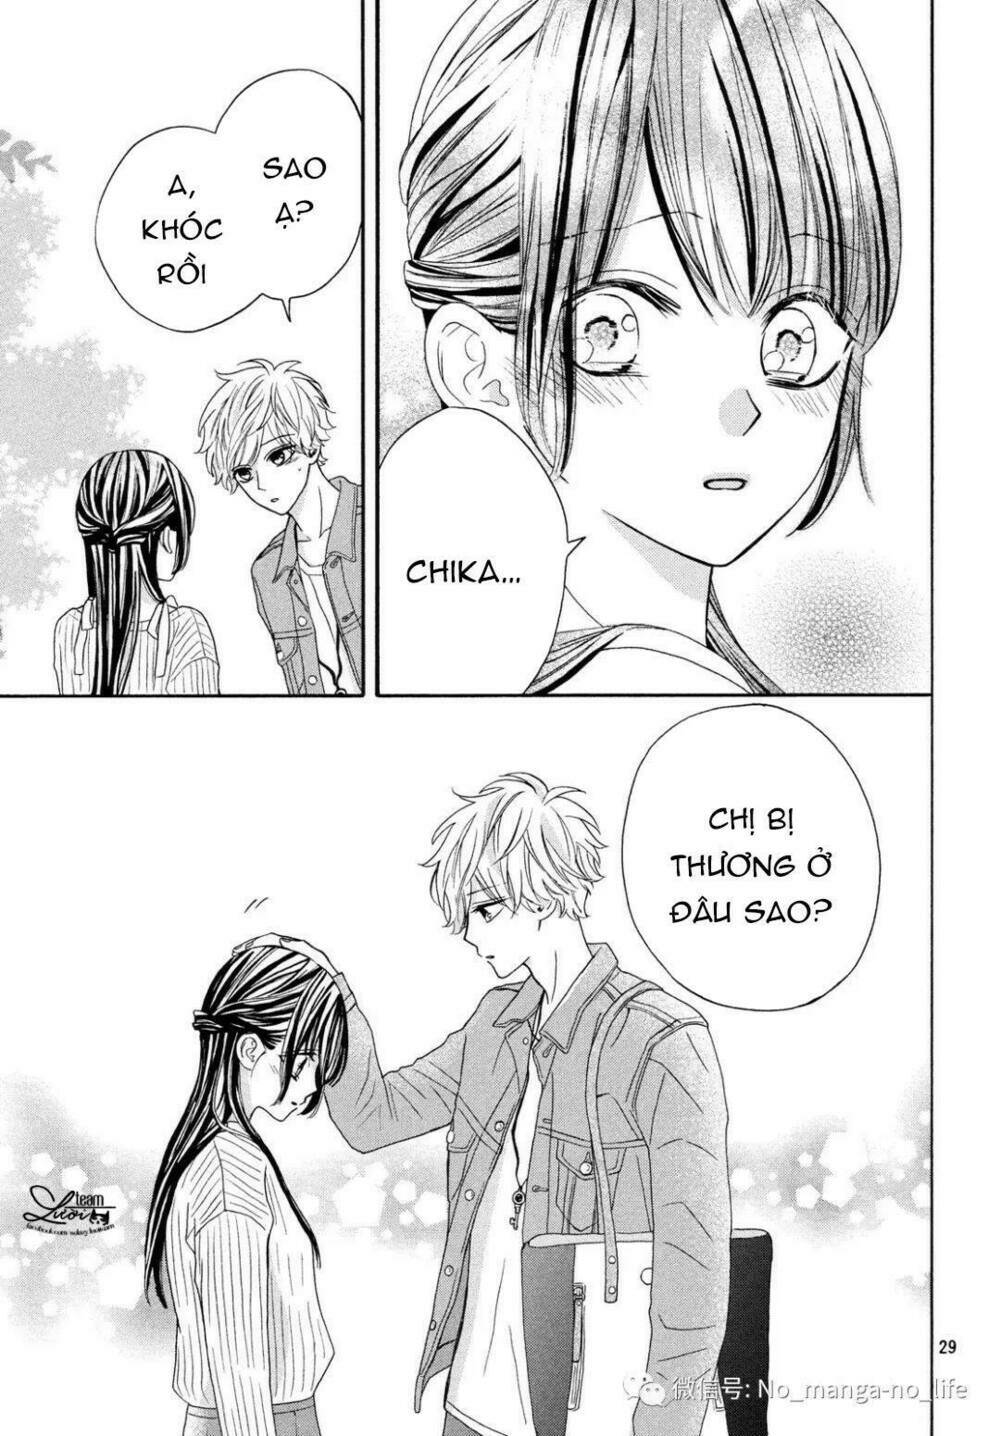 CHIKA...
SAO
Ạ?
A,
KHÓC
RỒI
CHỊ BỊ
THƯƠNG Ở
ĐÂU SAO?
team
Lười
29
微信号: No_manga-no_life